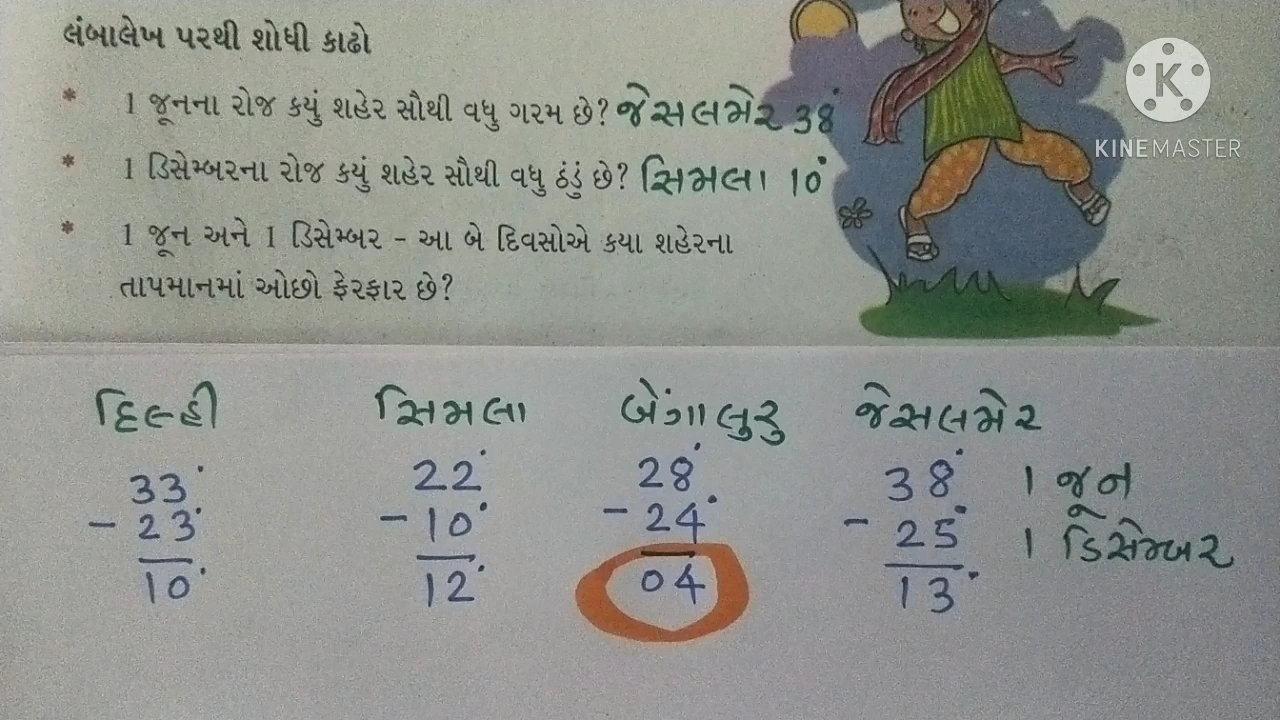 લંબાલેખ પરથી શોધી કાઢો
* 1 જૂનના રોજ કયું શહેર સૌથી વધુ ગરમ છે? જેસલમેર 38°
* 1 ડિસેમ્બરના રોજ કયું શહેર સૌથી વધુ ઠંડું છે? સિમલા 10°
* 1 જૂન અને 1 ડિસેમ્બર – આ બે દિવસોએ કયા શહેરના
તાપમાનમાં ઓછો ફેરફાર છે?
K
KINEMASTER
દિલ્હી સિમલા બેંગાલુરુ જેસલમેર
33° 22° 28° 38° 1 જૂન
- 23° - 10° - 24° - 25° 1 ડિસેમ્બર
10° 12° 04 13°